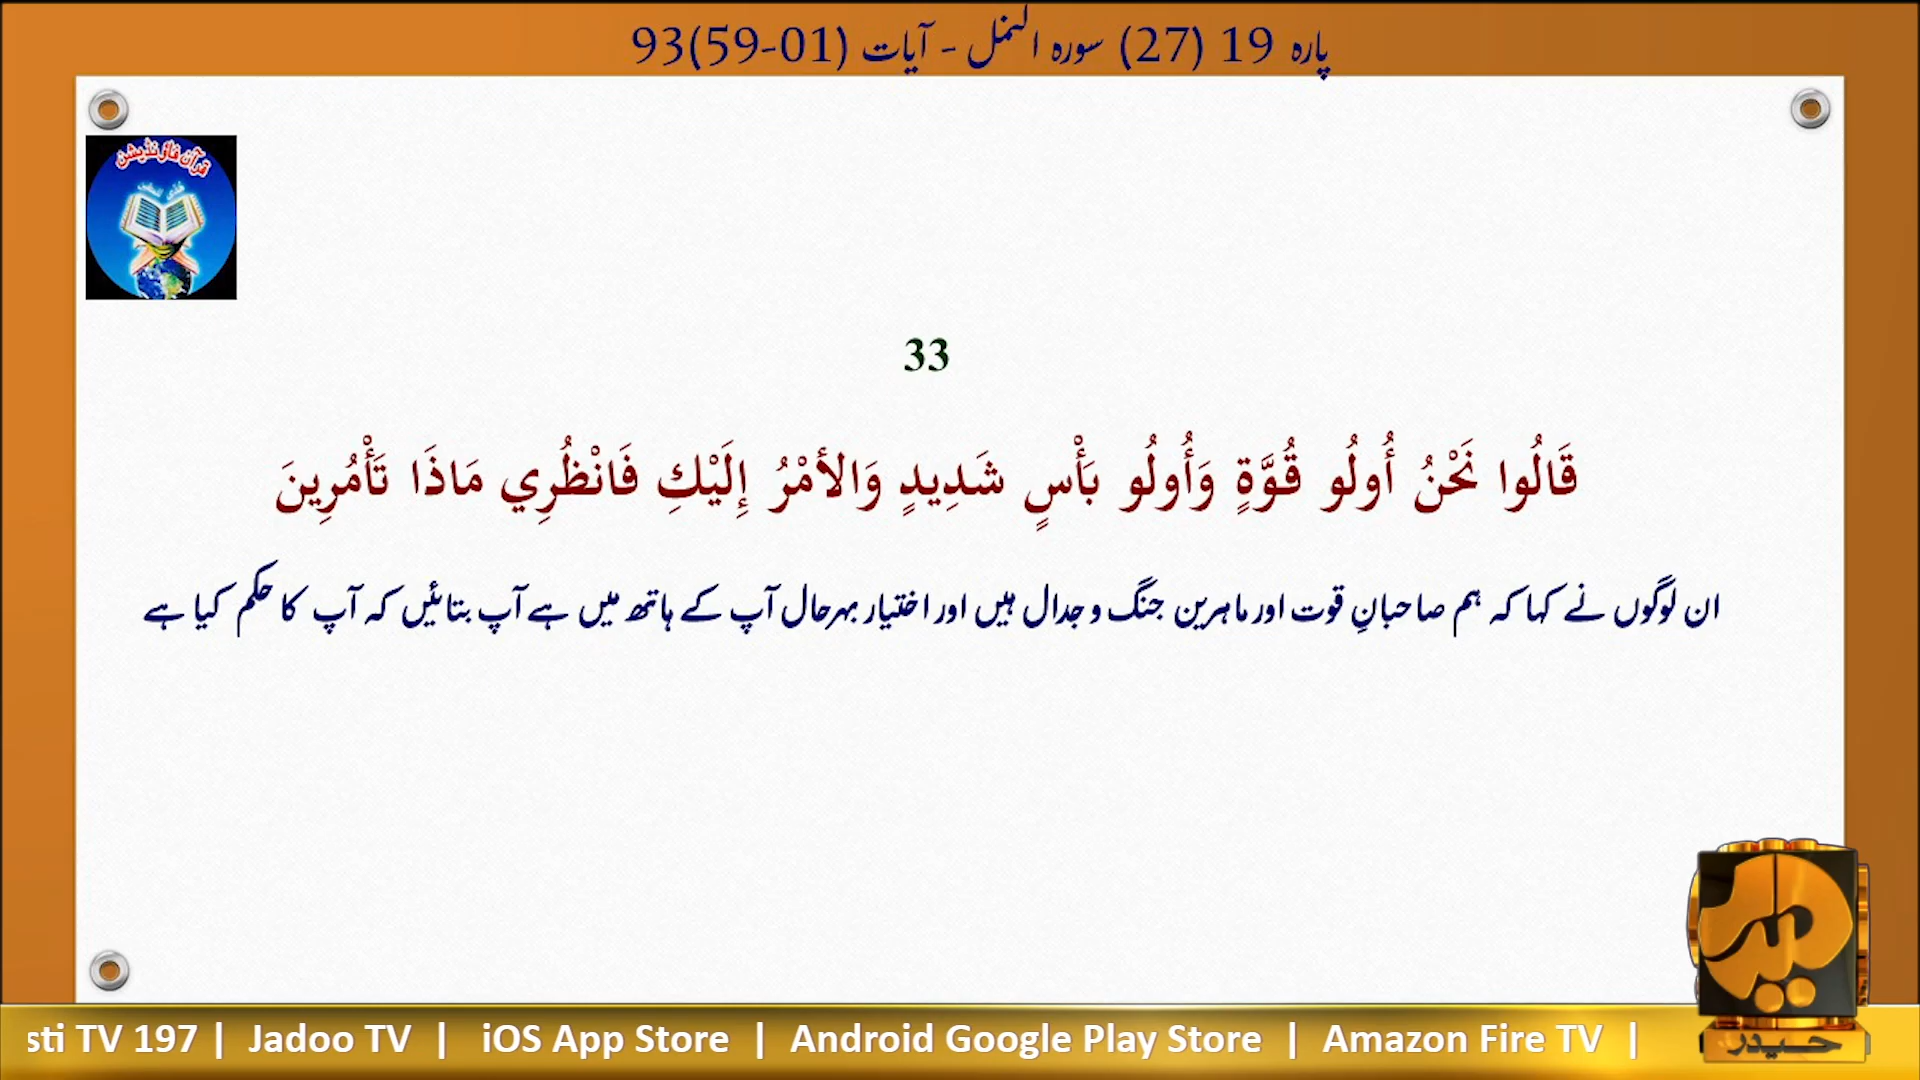 پارہ 19 (27) سورہ النمل - آیات (01-59)93
قرآن فاؤنڈیشن
33
قَالُوا نَحْنُ أُولُو قُوَّةٍ وَأُولُو بَأْسٍ شَدِيدٍ وَالأمْرُ إِلَيْكِ فَانْظُرِي مَاذَا تَأْمُرِينَ
ان لوگوں نے کہا کہ ہم صاحبانِ قوت اور ماہرین جنگ و جدال ہیں اور اختیار بہرحال آپ کے ہاتھ میں ہے آپ بتائیں کہ آپ کا حکم کیا ہے
حیدر
sti TV 197 | Jadoo TV | iOS App Store | Android Google Play Store | Amazon Fire TV |